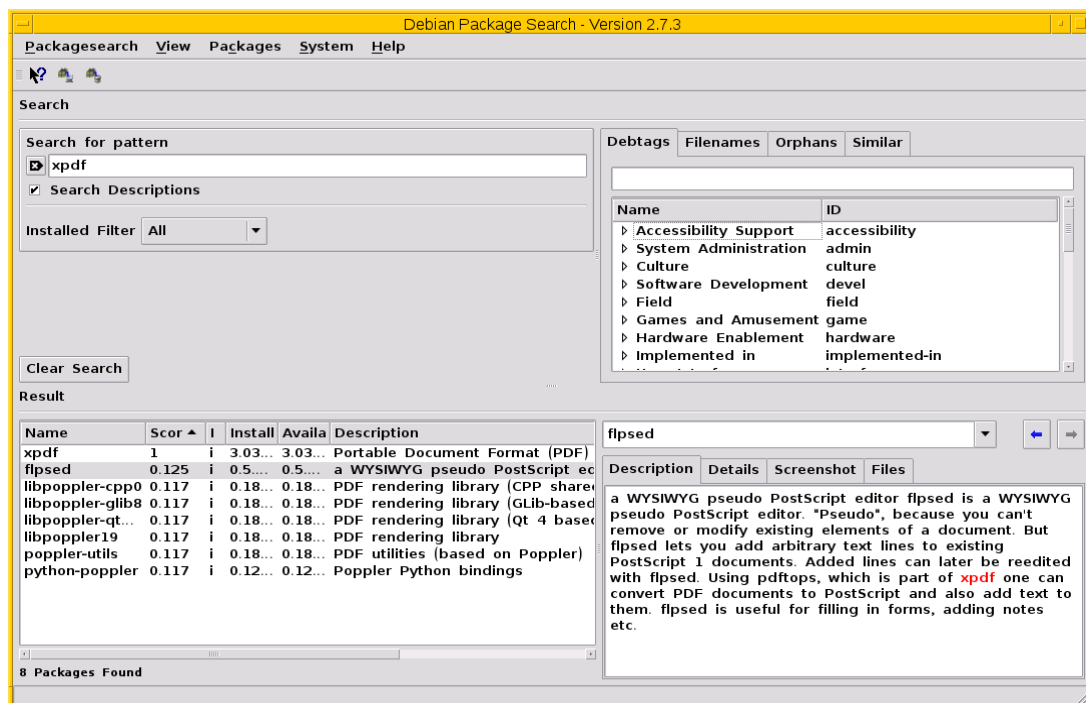 Debian Package Search - Version 2.7.3
Packagesearch View Packages System Help
Search
Search for pattern
xpdf
Search Descriptions
Installed Filter All
Clear Search
Debtags Filenames Orphans Similar
Name ID
Accessibility Support accessibility
System Administration admin
Culture culture
Software Development devel
Field field
Games and Amusement game
Hardware Enablement hardware
Implemented in implemented-in
Result
Name Scor I Install Availa Description
xpdf 1 i 3.03... 3.03... Portable Document Format (PDF)
flpsed 0.125 i 0.5.... 0.5.... a WYSIWYG pseudo PostScript ec
libpoppler-cpp0 0.117 i 0.18... 0.18... PDF rendering library (CPP share
libpoppler-glib8 0.117 i 0.18... 0.18... PDF rendering library (GLib-based
libpoppler-qt... 0.117 i 0.18... 0.18... PDF rendering library (Qt 4 base
libpoppler19 0.117 i 0.18... 0.18... PDF rendering library
poppler-utils 0.117 i 0.18... 0.18... PDF utilities (based on Poppler)
python-poppler 0.117 i 0.12... 0.12... Poppler Python bindings
8 Packages Found
flpsed
Description Details Screenshot Files
a WYSIWYG pseudo PostScript editor flpsed is a WYSIWYG
pseudo PostScript editor. "Pseudo", because you can't
remove or modify existing elements of a document. But
flpsed lets you add arbitrary text lines to existing
PostScript 1 documents. Added lines can later be reedited
with flpsed. Using pdftops, which is part of xpdf one can
convert PDF documents to PostScript and also add text to
them. flpsed is useful for filling in forms, adding notes
etc.